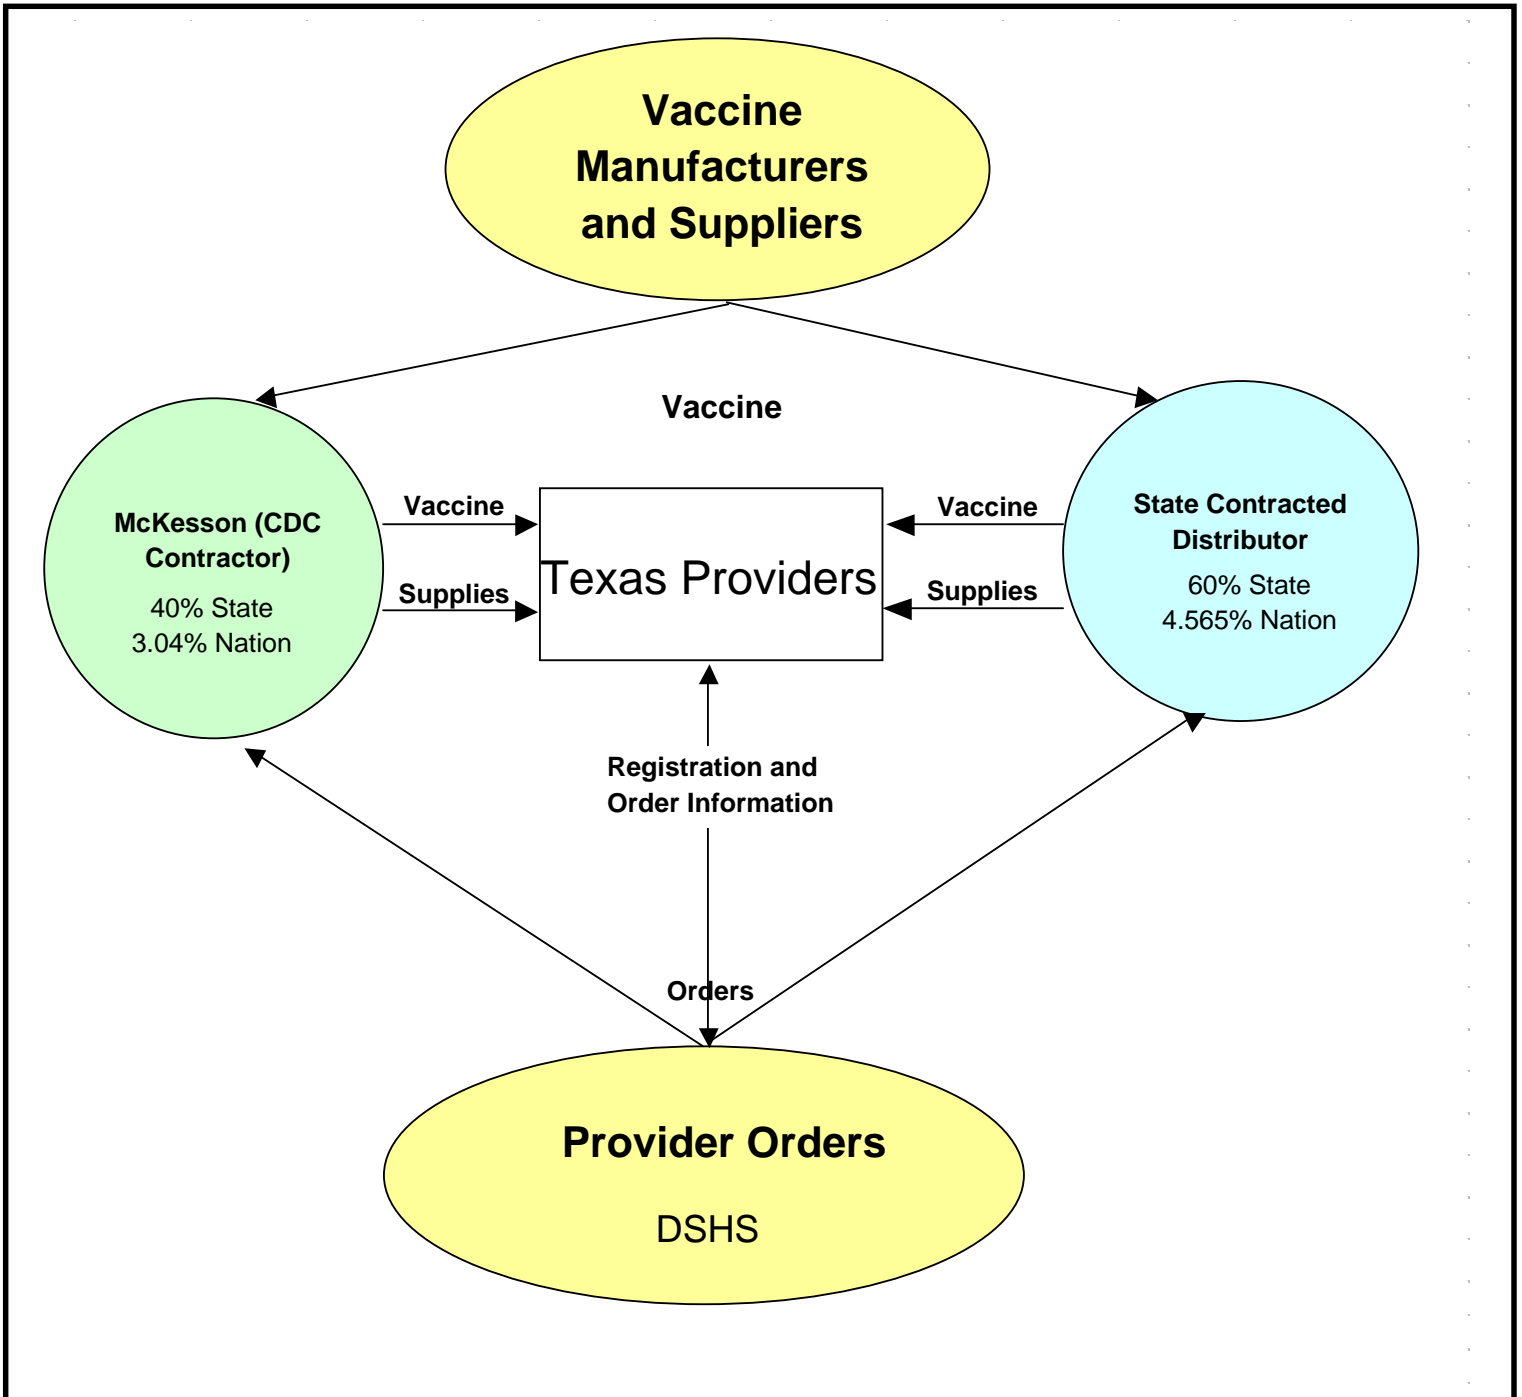 Vaccine
Manufacturers
and Suppliers
Vaccine
McKesson (CDC
Contractor)
40% State
3.04% Nation
Vaccine
Supplies
Texas Providers
Vaccine
Supplies
State Contracted
Distributor
60% State
4.565% Nation
Registration and
Order Information
Orders
Provider Orders
DSHS